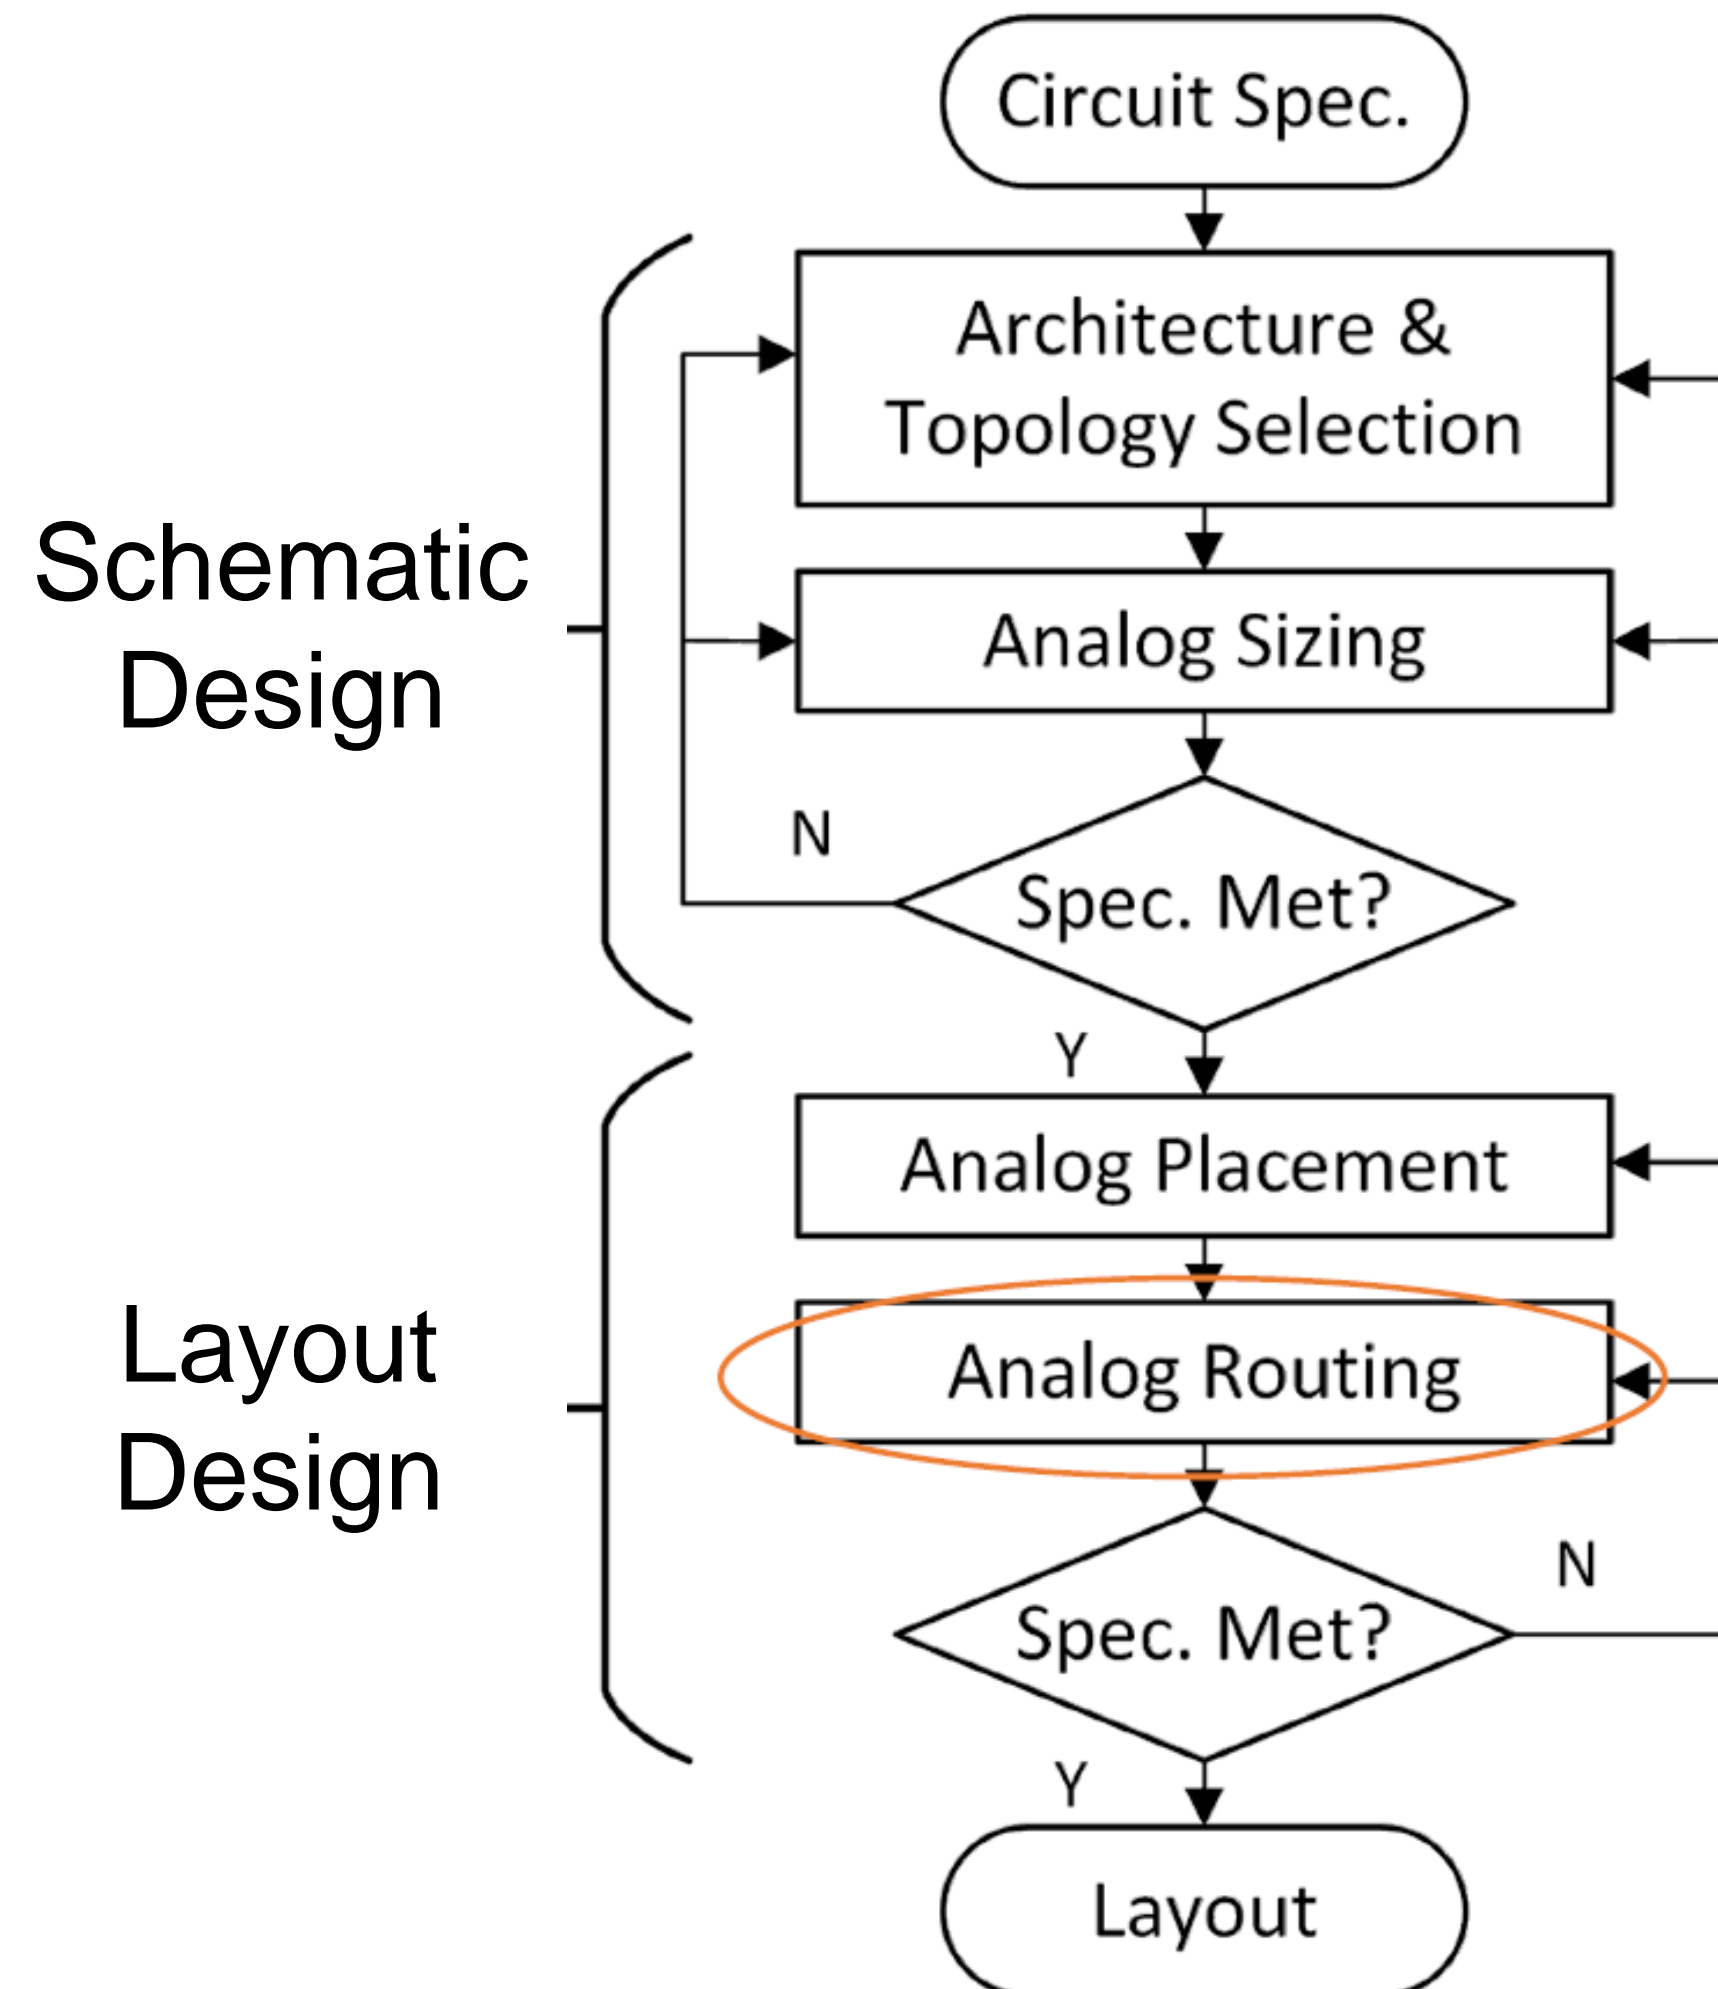 Circuit Spec.
Architecture &
Topology Selection
Schematic
Design
Analog Sizing
N
Spec. Met?
Y
Analog Placement
Layout
Design
Analog Routing
N
Spec. Met?
Y
Layout